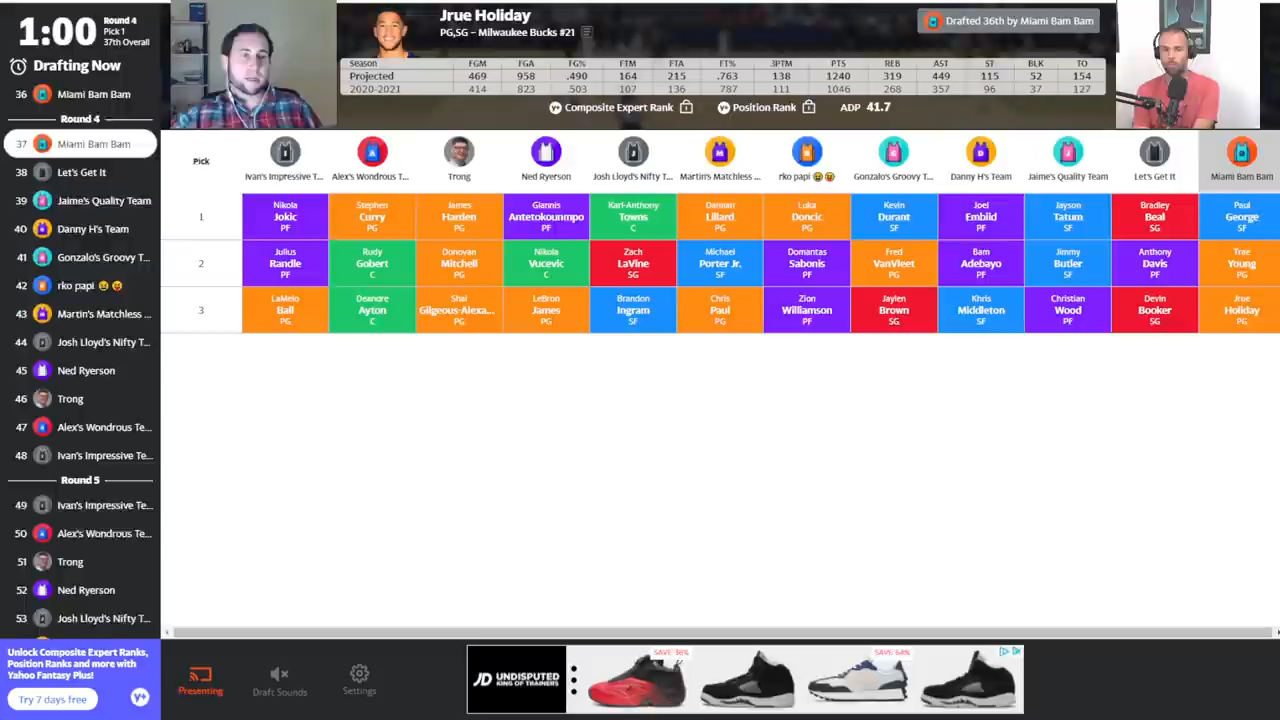 1:00
Round 4
Pick 1
37th Overall
Drafting Now
36 Miami Bam Bam
Round 4
37 Miami Bam Bam
38 Let's Get It
39 Jaime's Quality Team
40 Danny H's Team
41 Gonzalo's Groovy T...
42 rko papi 😭😝
43 Martin's Matchless ...
44 Josh Lloyd's Nifty T...
45 Ned Ryerson
46 Trong
47 Alex's Wondrous Te...
48 Ivan's Impressive Te...
Round 5
49 Ivan's Impressive Te...
50 Alex's Wondrous Te...
51 Trong
52 Ned Ryerson
53 Josh Lloyd's Nifty T...
Unlock Composite Expert Ranks,
Position Ranks and more with
Yahoo Fantasy Plus!
Try 7 days free
Y+
Jrue Holiday
PG,SG - Milwaukee Bucks #21
Drafted 36th by Miami Bam Bam
Season FGM FGA FG% FTM FTA FT% 3PTM PTS REB AST ST BLK TO
Projected 469 958 .490 164 215 .763 138 1240 319 449 115 52 154
2020-2021 414 823 .503 107 136 .787 111 1046 268 357 96 37 127
Y+ Composite Expert Rank Y+ Position Rank ADP 41.7
Pick
Ivan's Impressive T... Alex's Wondrous T... Trong Ned Ryerson Josh Lloyd's Nifty T... Martin's Matchless ... rko papi 😭😝 Gonzalo's Groovy T... Danny H's Team Jaime's Quality Team Let's Get It Miami Bam Bam
1
Nikola Stephen James Giannis Karl-Anthony Damian Luka Kevin Joel Jayson Bradley Paul
Jokic Curry Harden Antetokounmpo Towns Lillard Doncic Durant Embiid Tatum Beal George
PF PG PG PF C PG PG SF PF SF SG SF
2
Julius Rudy Donovan Nikola Zach Michael Domantas Fred Bam Jimmy Anthony Trae
Randle Gobert Mitchell Vucevic LaVine Porter Jr. Sabonis VanVleet Adebayo Butler Davis Young
PF C PG C SG SF PF PG PF SF PF PG
3
LaMelo Deandre Shai LeBron Brandon Chris Zion Jaylen Khris Christian Devin Jrue
Ball Ayton Gilgeous-Alexa... James Ingram Paul Williamson Brown Middleton Wood Booker Holiday
PG C PG PG SF PG PF SG SF PF SG PG
Presenting
Draft Sounds
Settings
JD UNDISPUTED
KING OF TRAINERS
SAVE 36%
SAVE 64%